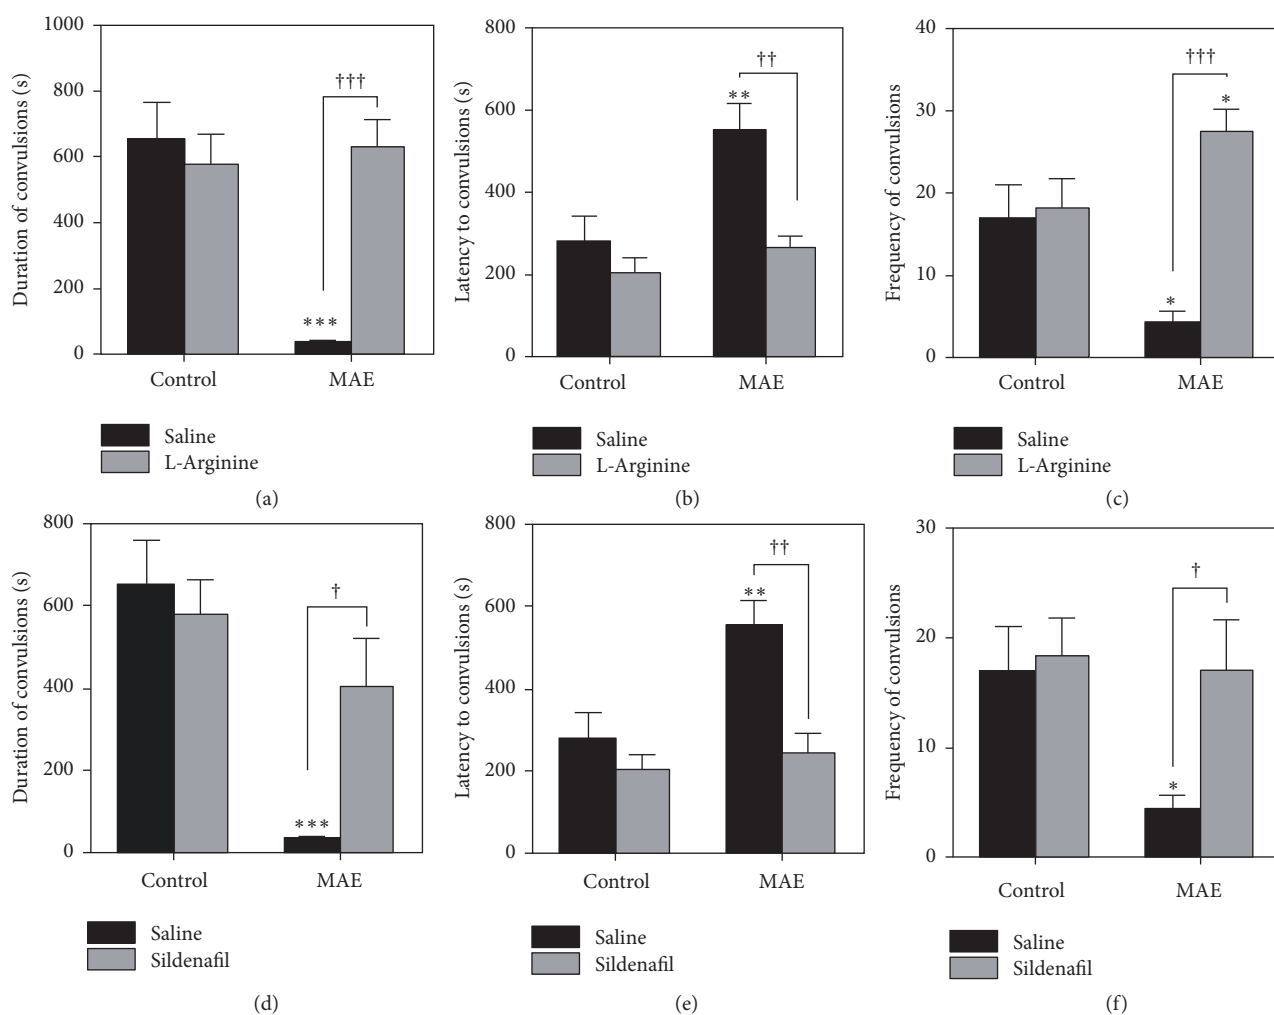 Duration of convulsions (s)
1000
800
600
400
200
0
***
†††
Control
MAE
Saline
L-Arginine
(a)
Latency to convulsions (s)
800
600
400
200
0
**
††
Control
MAE
Saline
L-Arginine
(b)
Frequency of convulsions
40
30
20
10
0
*
*
†††
Control
MAE
Saline
L-Arginine
(c)
Duration of convulsions (s)
800
600
400
200
0
***
†
Control
MAE
Saline
Sildenafil
(d)
Latency to convulsions (s)
800
600
400
200
0
**
††
Control
MAE
Saline
Sildenafil
(e)
Frequency of convulsions
30
20
10
0
*
†
Control
MAE
Saline
Sildenafil
(f)